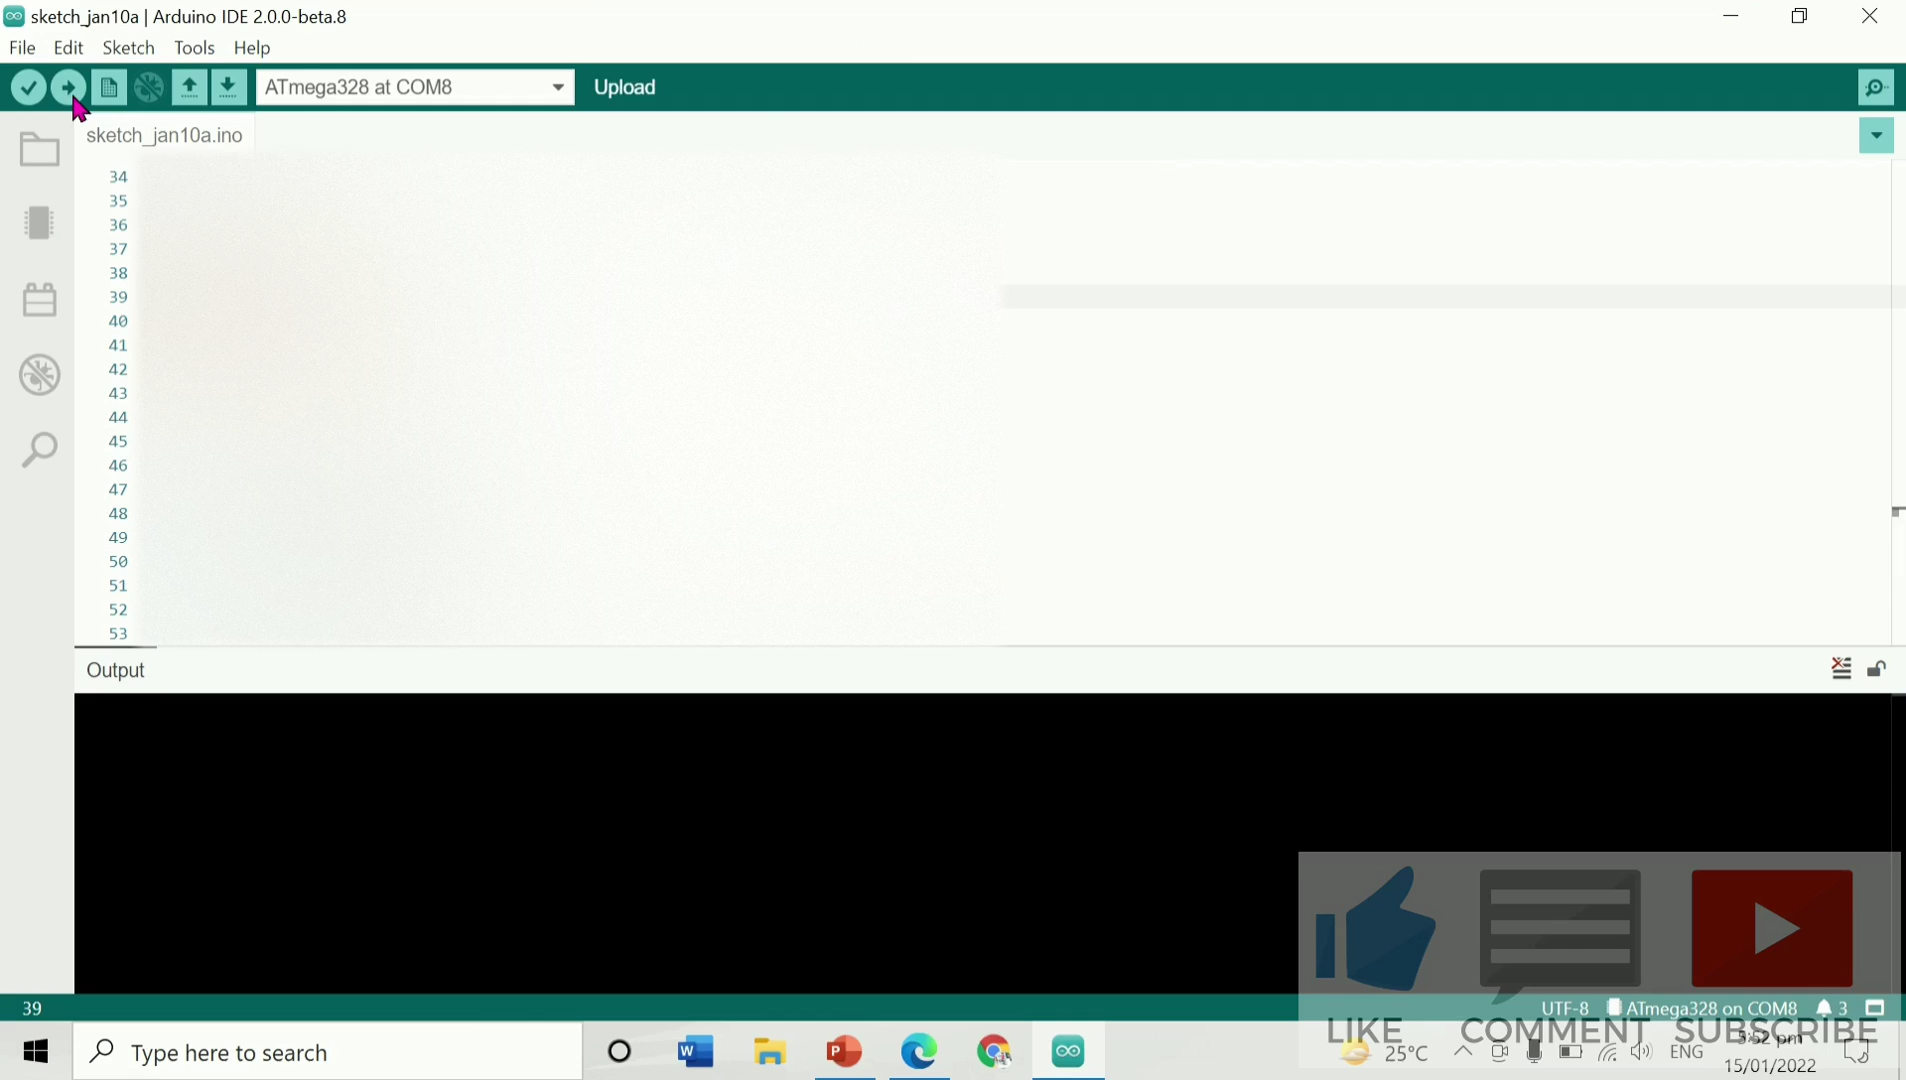 sketch_jan10a | Arduino IDE 2.0.0-beta.8
File Edit Sketch Tools Help
ATmega328 at COM8 Upload
sketch_jan10a.ino
34
35
36
37
38
39
40
41
42
43
44
45
46
47
48
49
50
51
52
53
Output
39 UTF-8 ATmega328 on COM8 3
LIKE COMMENT SUBSCRIBE
Type here to search 25°C ENG 5:52 pm
15/01/2022